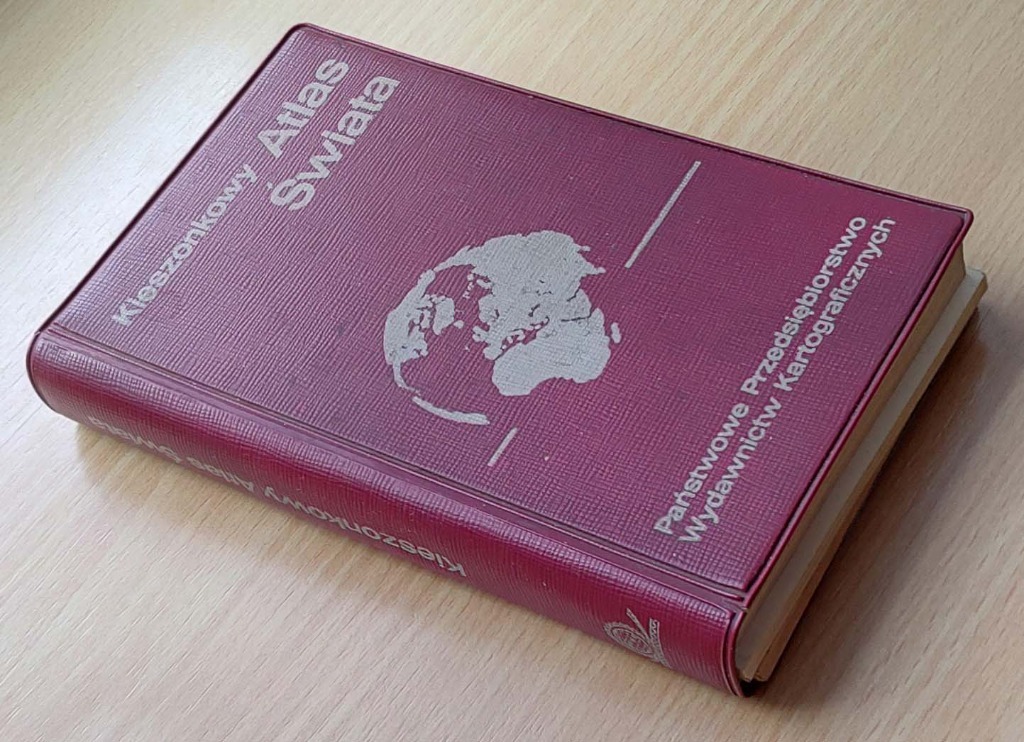 Kieszonkowy Atlas
Świata
Państwowe Przedsiębiorstwo
Wydawnictw Kartograficznych
Kieszonkowy Atlas Świata